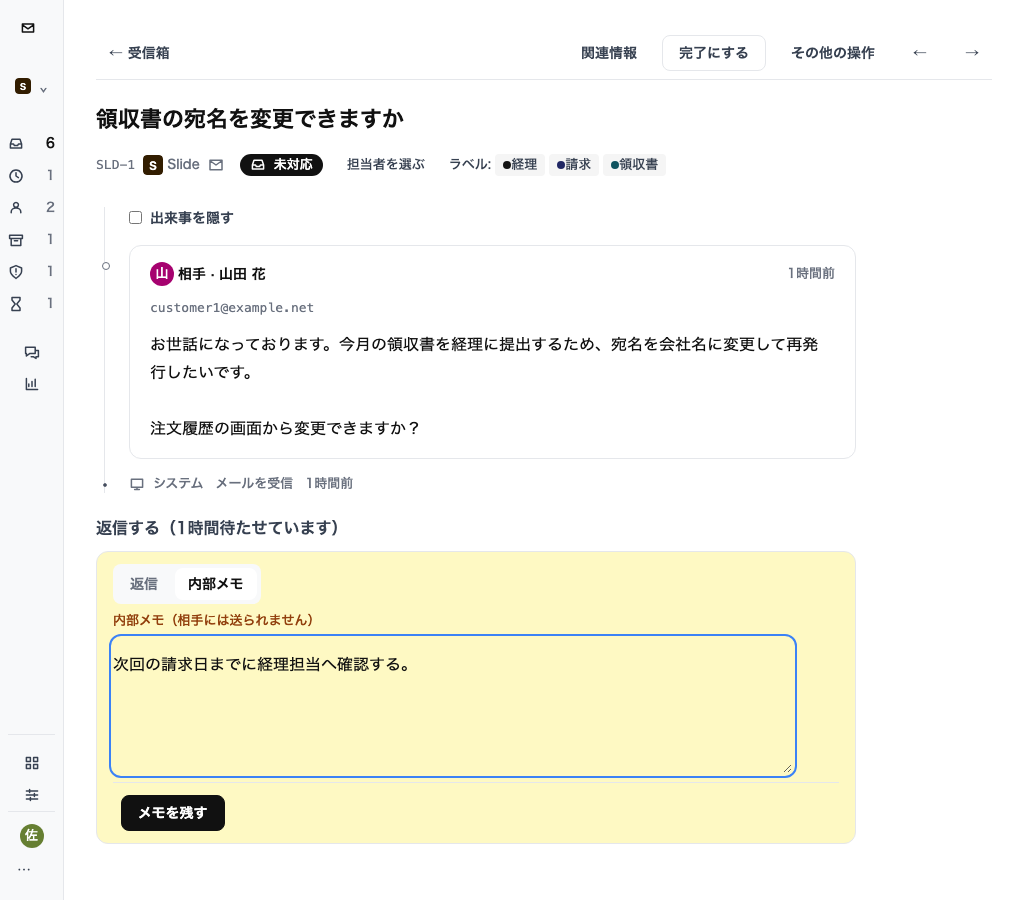 ← 受信箱
関連情報
完了にする
その他の操作
←
→
S
6
1
2
1
1
1
佐
…
領収書の宛名を変更できますか
SLD-1
S Slide
未対応
担当者を選ぶ
ラベル:
経理
請求
領収書
出来事を隠す
山 相手 · 山田 花
1時間前
customer1@example.net
お世話になっております。今月の領収書を経理に提出するため、宛名を会社名に変更して再発
行したいです。
注文履歴の画面から変更できますか？
システム メールを受信 1時間前
返信する（1時間待たせています）
返信
内部メモ
内部メモ（相手には送られません）
次回の請求日までに経理担当へ確認する。
メモを残す